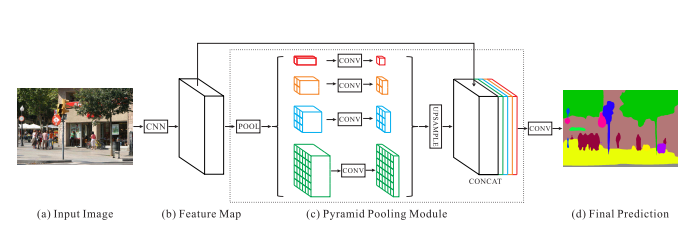 CNN
POOL
CONV
CONV
CONV
CONV
UPSAMPLE
CONCAT
CONV
(a) Input Image
(b) Feature Map
(c) Pyramid Pooling Module
(d) Final Prediction